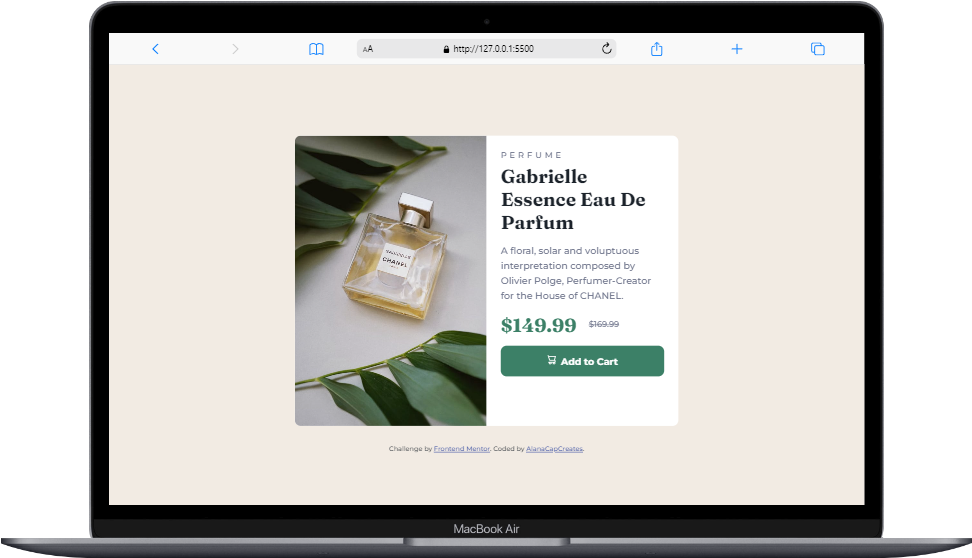 AA
http://127.0.0.1:5500
PERFUME
Gabrielle
Essence Eau De
Parfum
A floral, solar and voluptuous
interpretation composed by
Olivier Polge, Perfumer-Creator
for the House of CHANEL.
$149.99 $169.99
Add to Cart
CHANEL
Challenge by Frontend Mentor. Coded by AianaCapCreates.
MacBook Air